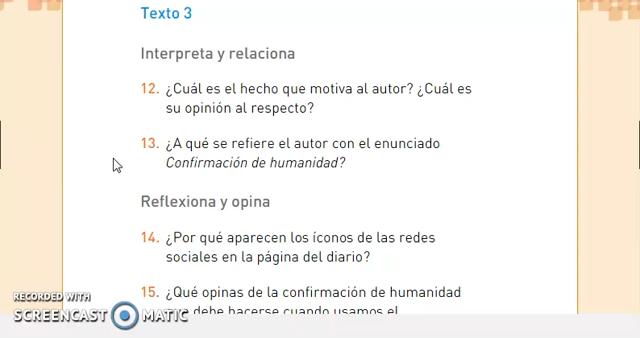 Texto 3
Interpreta y relaciona
12. ¿Cuál es el hecho que motiva al autor? ¿Cuál es
su opinión al respecto?
13. ¿A qué se refiere el autor con el enunciado
Confirmación de humanidad?
Reflexiona y opina
14. ¿Por qué aparecen los íconos de las redes
sociales en la página del diario?
15. ¿Qué opinas de la confirmación de humanidad
debe hacerse cuando usamos el
RECORDED WITH
SCREENCAST MATIC